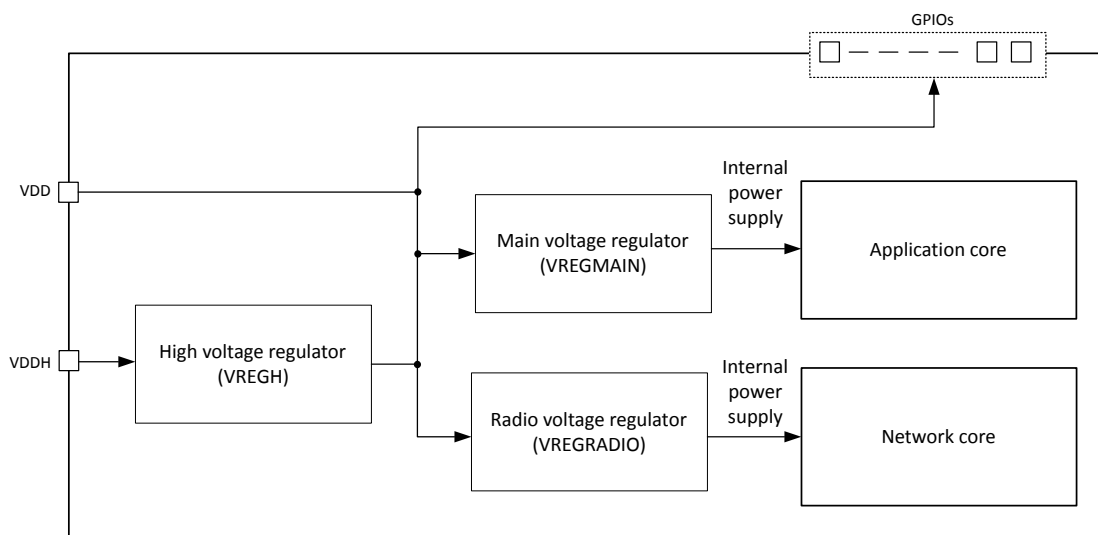 GPIOs
VDD
Internal
power
supply
Main voltage regulator
(VREGMAIN)
Application core
VDDH
High voltage regulator
(VREGH)
Internal
power
supply
Radio voltage regulator
(VREGRADIO)
Network core